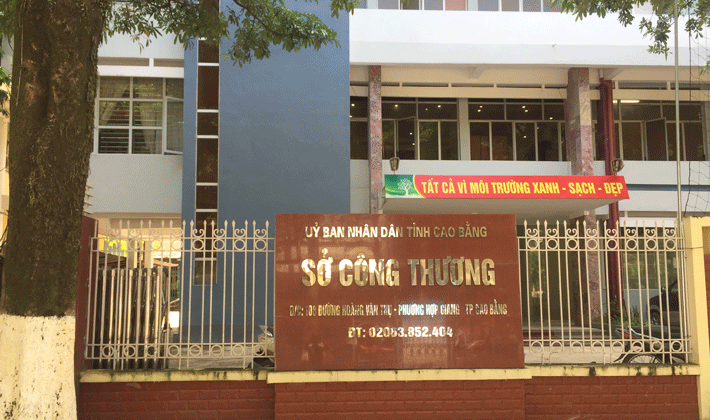 TẤT CẢ VÌ MÔI TRƯỜNG XANH - SẠCH - ĐẸP
UỶ BAN NHÂN DÂN TỈNH CAO BẰNG
SỞ CÔNG THƯƠNG
Đ/C: 101 ĐƯỜNG HOÀNG VĂN THỤ - PHƯỜNG HỢP GIANG TP CAO BẰNG
ĐT: 02063.852.404